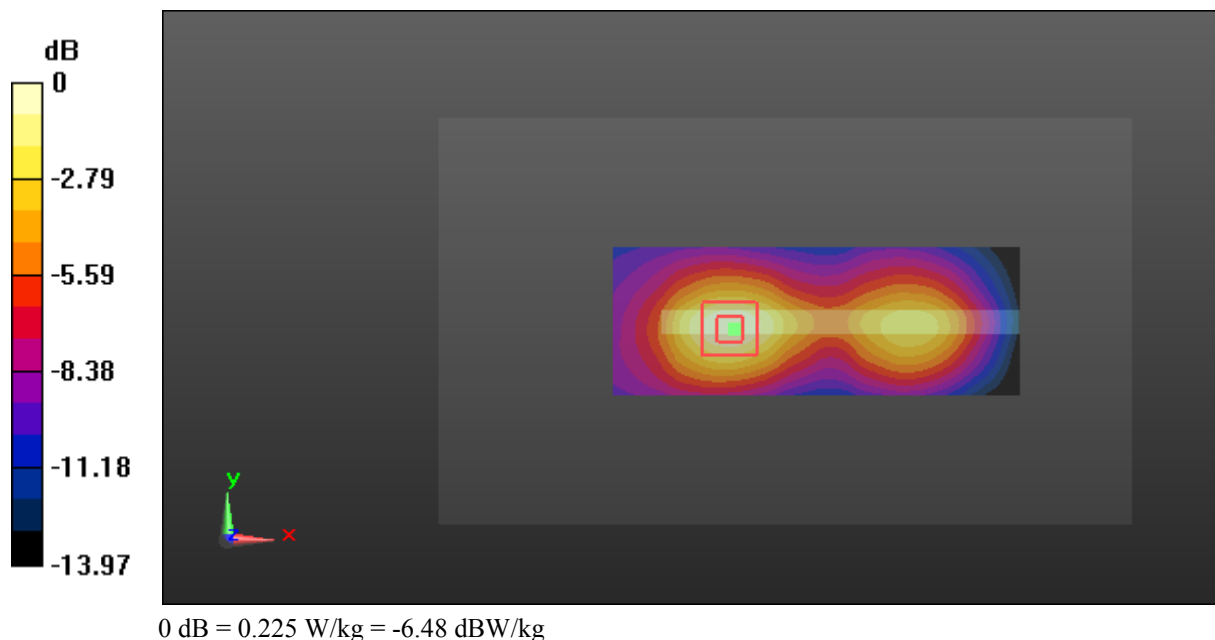 dB
0
-2.79
-5.59
-8.38
-11.18
-13.97
y
z
x
0 dB = 0.225 W/kg = -6.48 dBW/kg